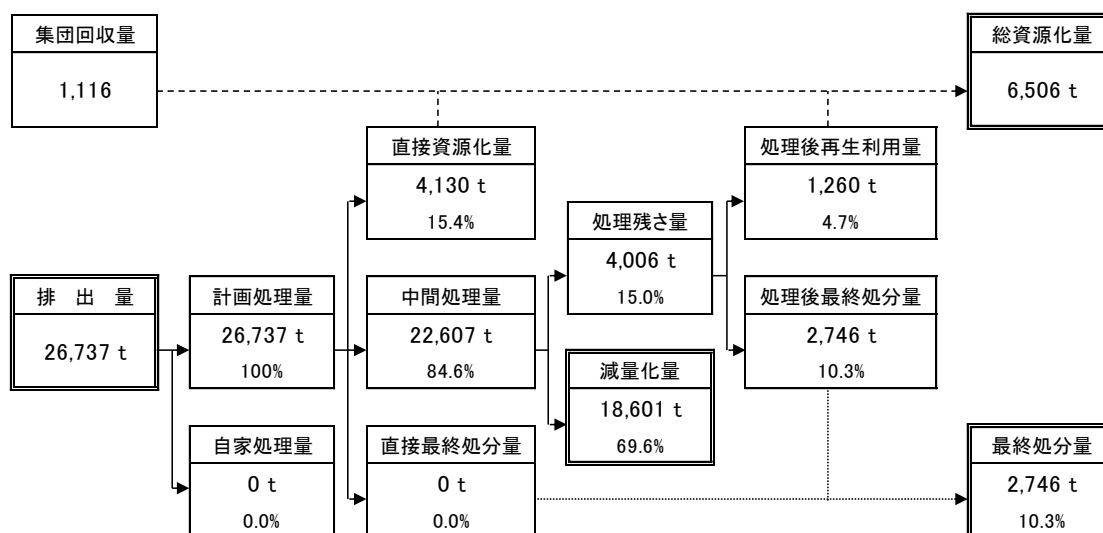 集団回収量
1,116
総資源化量
6,506 t
直接資源化量
4,130 t
15.4%
処理後再生利用量
1,260 t
4.7%
処理残さ量
4,006 t
15.0%
排 出 量
26,737 t
計画処理量
26,737 t
100%
中間処理量
22,607 t
84.6%
処理後最終処分量
2,746 t
10.3%
減量化量
18,601 t
69.6%
自家処理量
0 t
0.0%
直接最終処分量
0 t
0.0%
最終処分量
2,746 t
10.3%